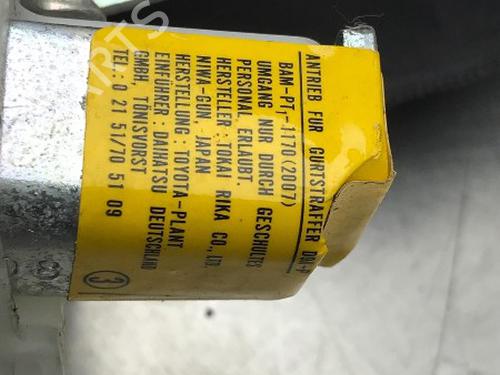 ANTRIEB FÜR GURTSTRAFFER
BAM-PT₁-1170(2007)
UMGANG NUR DURCH GESCHULTES
PERSONAL ERLAUBT.
HERSTELLER:TOKAI RIKA CO.,LTD.
NIWA-GUN, JAPAN
HERSTELLUNG:TOYOTA-PLANT
EINFÜHRER:DAIHATSU DEUTSCHLAND
GMBH, TÖNISVORST
TEL:0 21 51/70 51 09
3